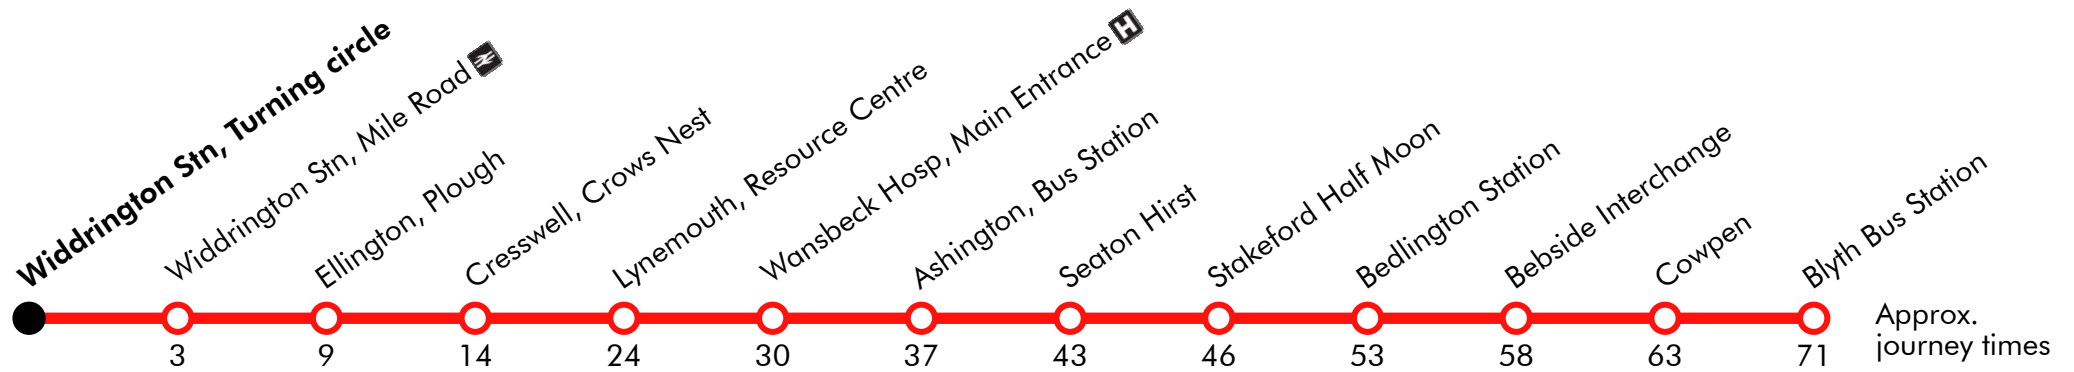 Widdrington Stn, Turning circle
Widdrington Stn, Mile Road
Ellington, Plough
Cresswell, Crows Nest
Lynemouth, Resource Centre
Wansbeck Hosp, Main Entrance H
Ashington, Bus Station
Seaton Hirst
Stakeford Half Moon
Bedlington Station
Bebside Interchange
Cowpen
Blyth Bus Station
3 9 14 24 30 37 43 46 53 58 63 71
Approx.
journey times